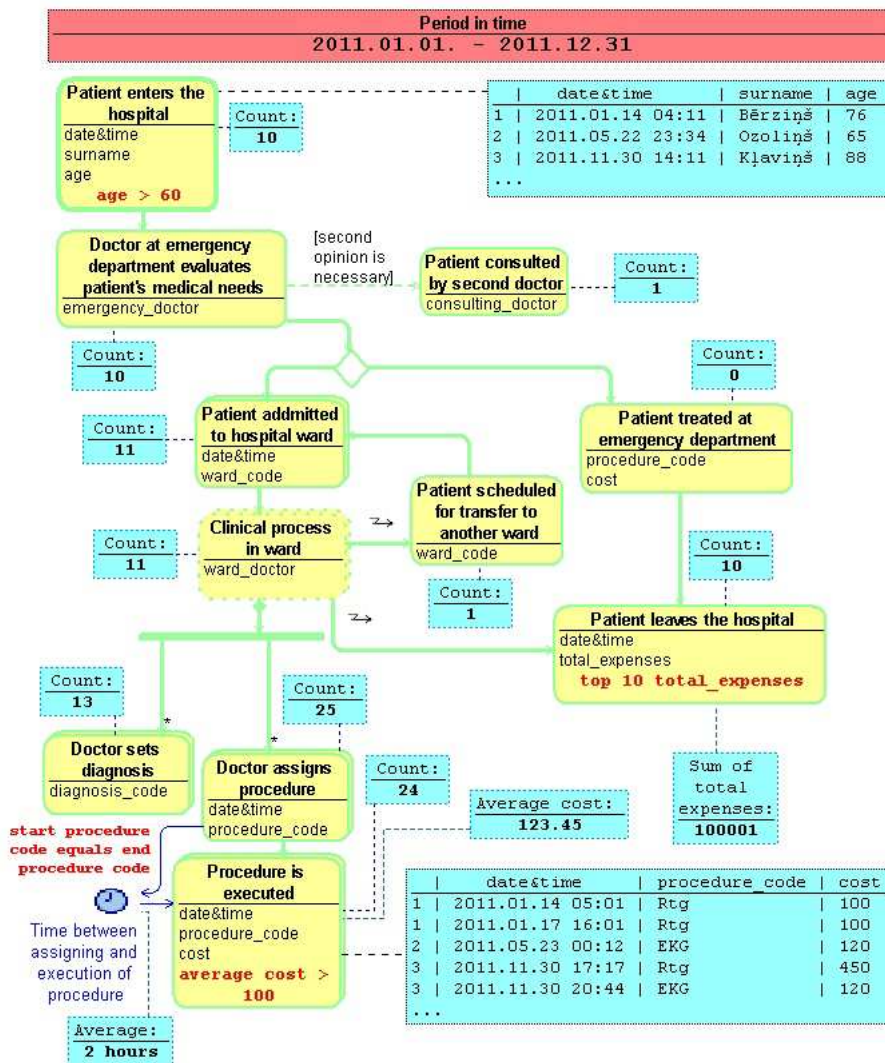 Period in time
2011.01.01. - 2011.12.31
Patient enters the
hospital
date&time
surname
age
age > 60
Count:
10
| date&time | surname | age
1 | 2011.01.14 04:11 | Bērziņš | 76
2 | 2011.05.22 23:34 | Ozoliņš | 65
3 | 2011.11.30 14:11 | Kļaviņš | 88
...
Doctor at emergency
department evaluates
patient's medical needs
emergency_doctor
[second
opinion is
necessary]
Patient consulted
by second doctor
consulting_doctor
Count:
1
Count:
10
Count:
0
Patient addmitted
to hospital ward
date&time
ward_code
Count:
11
Patient treated at
emergency department
procedure_code
cost
Patient scheduled
for transfer to
another ward
ward_code
Clinical process
in ward
ward_doctor
Count:
11
Count:
1
Count:
10
Patient leaves the hospital
date&time
total_expenses
top 10 total_expenses
Count:
13
*
*
Count:
25
Doctor sets
diagnosis
diagnosis_code
Doctor assigns
procedure
date&time
procedure_code
Count:
24
Average cost:
123.45
Sum of
total
expenses:
100001
start procedure
code equals end
procedure code
Time between
assigning and
execution of
procedure
Procedure is
executed
date&time
procedure_code
cost
average cost >
100
| date&time | procedure_code | cost
1 | 2011.01.14 05:01 | Rtg | 100
1 | 2011.01.17 16:01 | Rtg | 100
2 | 2011.05.23 00:12 | EKG | 120
3 | 2011.11.30 17:17 | Rtg | 450
3 | 2011.11.30 20:44 | EKG | 120
...
Average:
2 hours